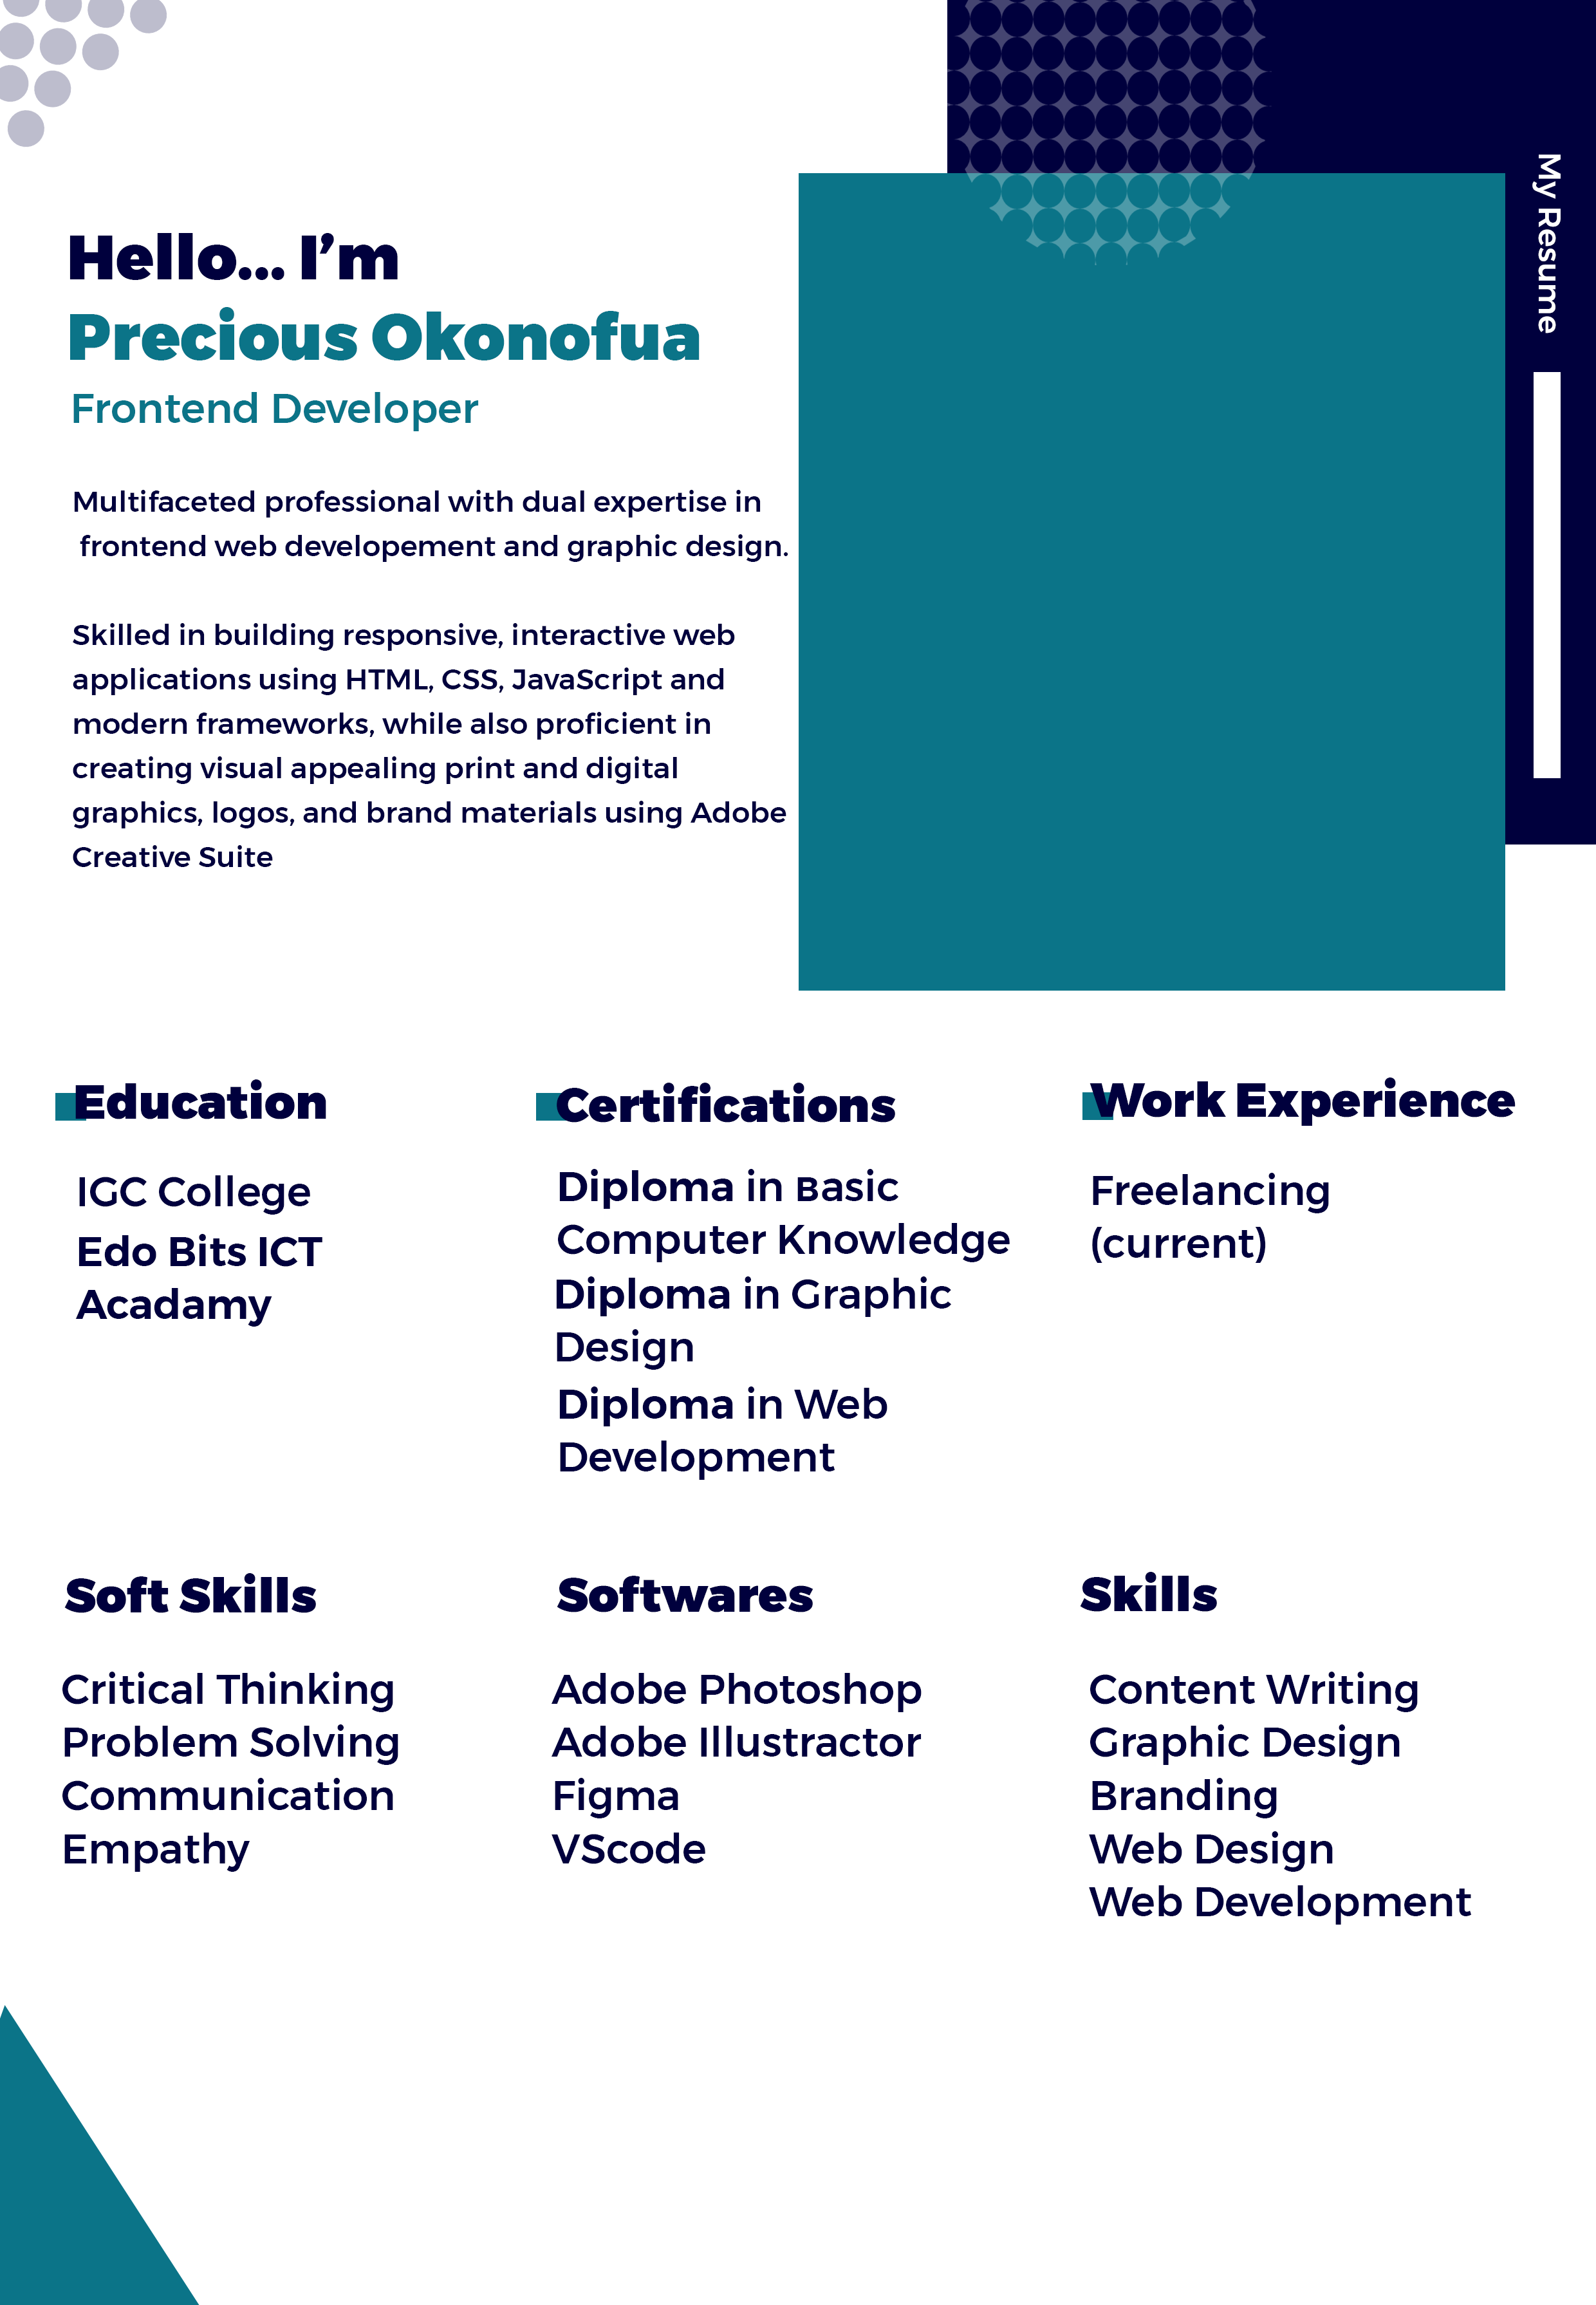 My Resume
Hello... I’m
Precious Okonofua
Frontend Developer
Multifaceted professional with dual expertise in
frontend web developement and graphic design.
Skilled in building responsive, interactive web
applications using HTML, CSS, JavaScript and
modern frameworks, while also proficient in
creating visual appealing print and digital
graphics, logos, and brand materials using Adobe
Creative Suite
Education
IGC College
Edo Bits ICT
Acadamy
Certifications
Diploma in Basic
Computer Knowledge
Diploma in Graphic
Design
Diploma in Web
Development
Work Experience
Freelancing
(current)
Soft Skills
Critical Thinking
Problem Solving
Communication
Empathy
Softwares
Adobe Photoshop
Adobe Illustractor
Figma
VScode
Skills
Content Writing
Graphic Design
Branding
Web Design
Web Development